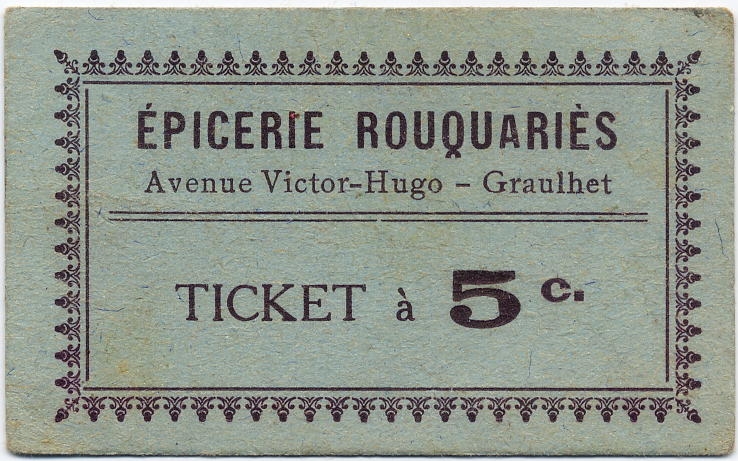 ÉPICERIE ROUQUARIÈS
Avenue Victor-Hugo – Graulhet
TICKET à 5 c.